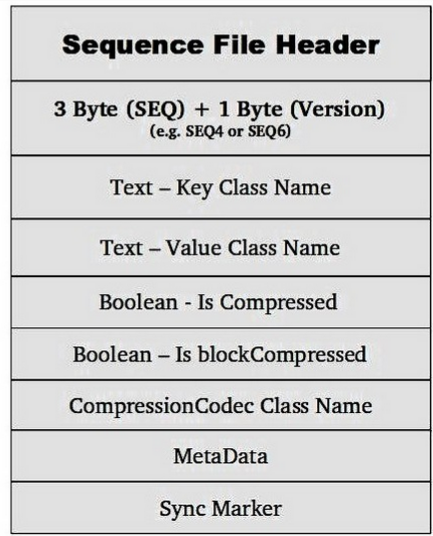 Sequence File Header
3 Byte (SEQ) + 1 Byte (Version)
(e.g. SEQ4 or SEQ6)
Text – Key Class Name
Text – Value Class Name
Boolean - Is Compressed
Boolean – Is blockCompressed
CompressionCodec Class Name
MetaData
Sync Marker